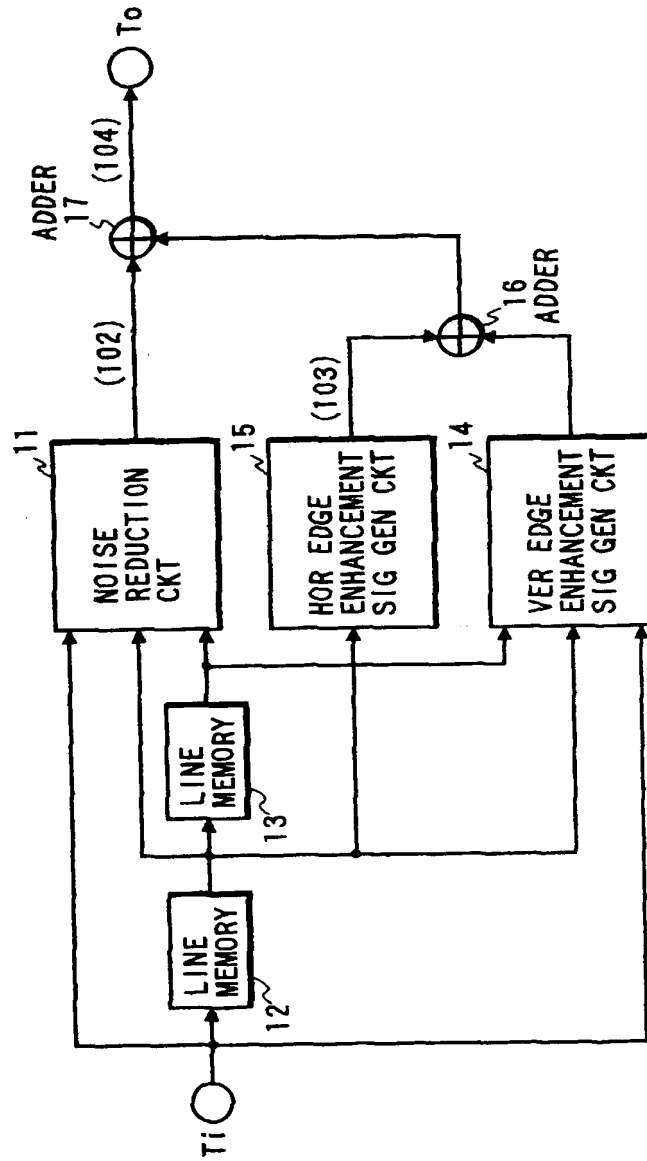 Ti
LINE
MEMORY
12
LINE
MEMORY
13
11
NOISE
REDUCTION
CKT
15
HOR EDGE
ENHANCEMENT
SIG GEN CKT
14
VER EDGE
ENHANCEMENT
SIG GEN CKT
(102)
(103)
16
ADDER
ADDER
17
(104)
To